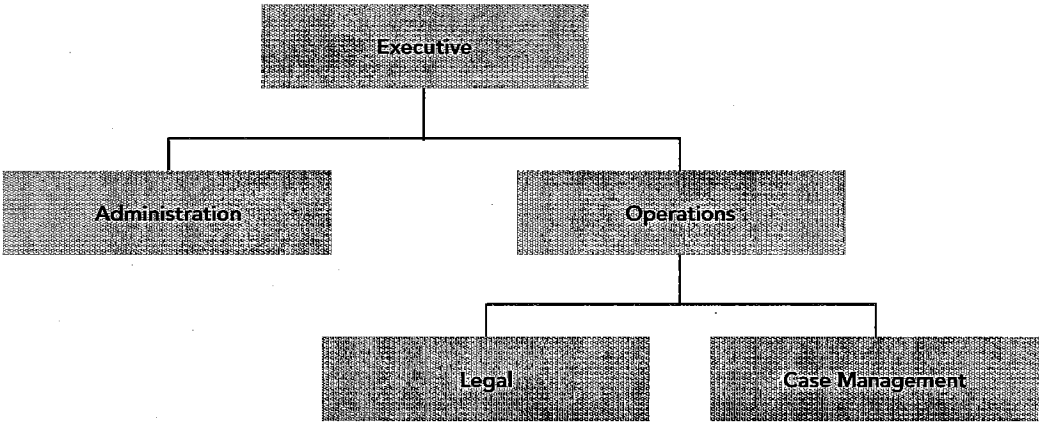 Executive
Administration
Operations
Legal
Case Management